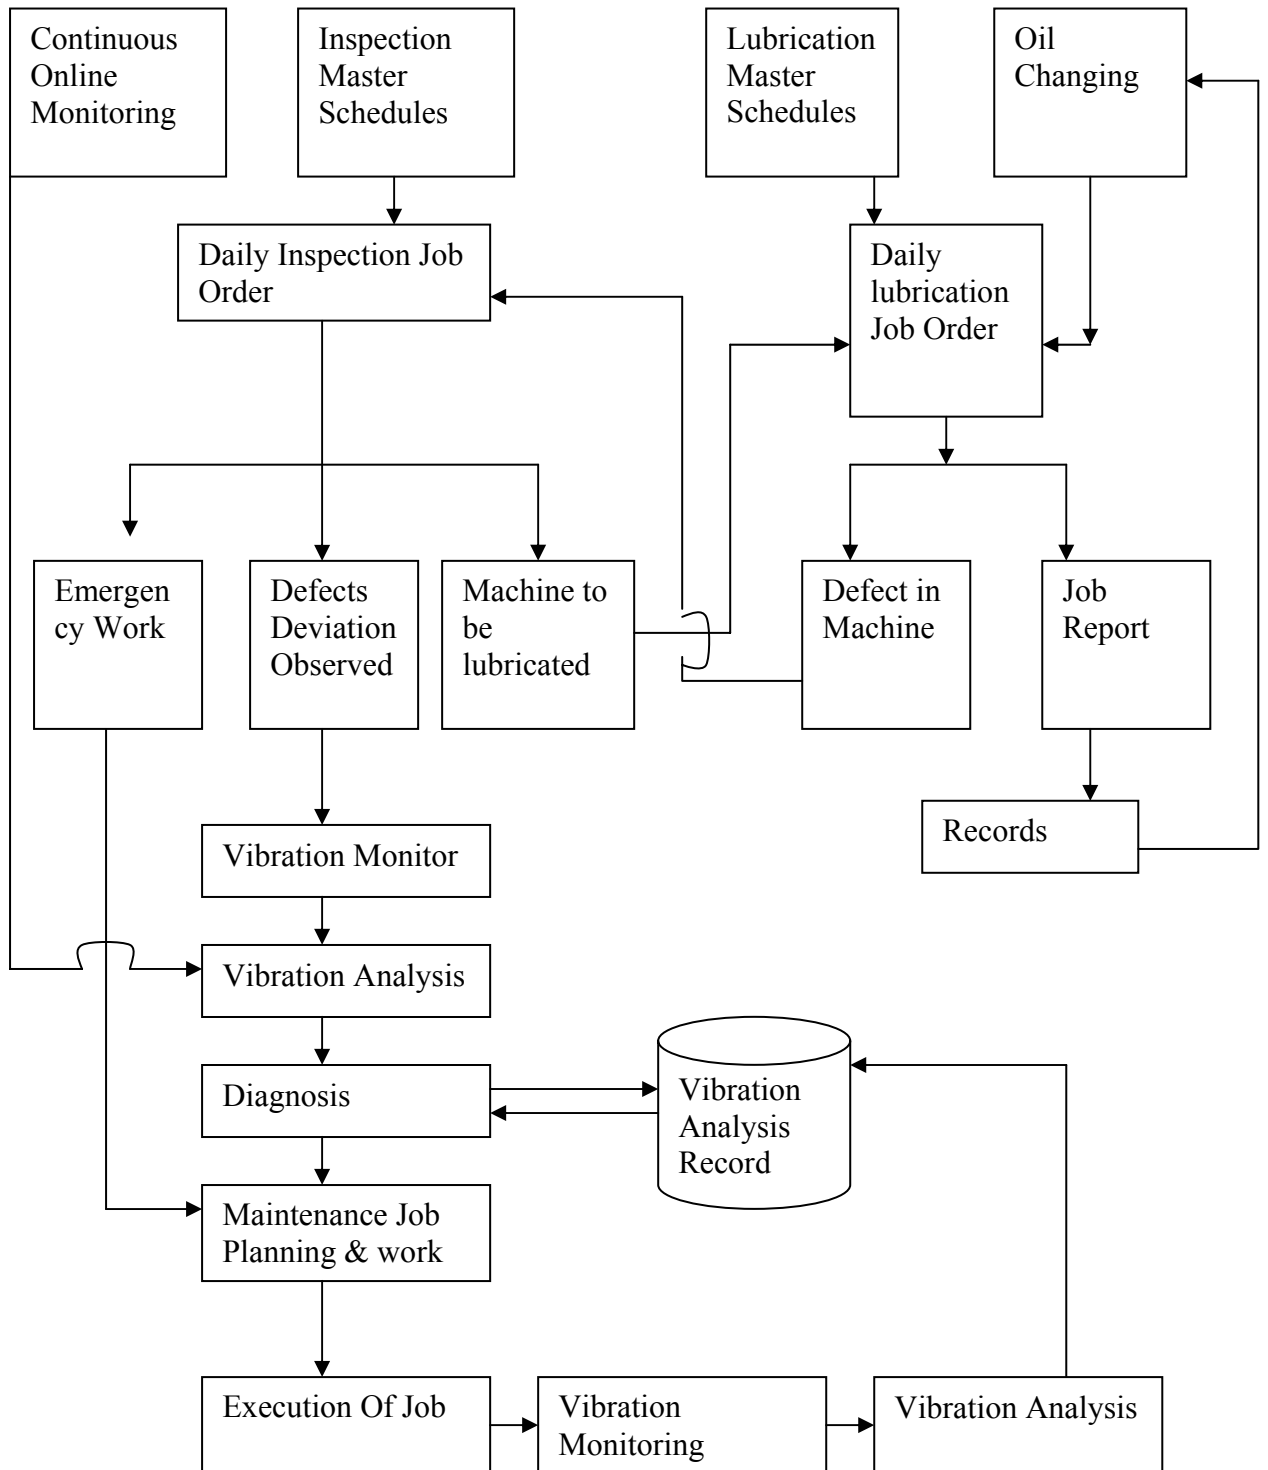 Continuous
Online
Monitoring
Inspection
Master
Schedules
Lubrication
Master
Schedules
Oil
Changing
Daily Inspection Job
Order
Daily
lubrication
Job Order
Emergen
cy Work
Defects
Deviation
Observed
Machine to
be
lubricated
Defect in
Machine
Job
Report
Records
Vibration Monitor
Vibration Analysis
Diagnosis
Vibration
Analysis
Record
Maintenance Job
Planning & work
Execution Of Job
Vibration
Monitoring
Vibration Analysis